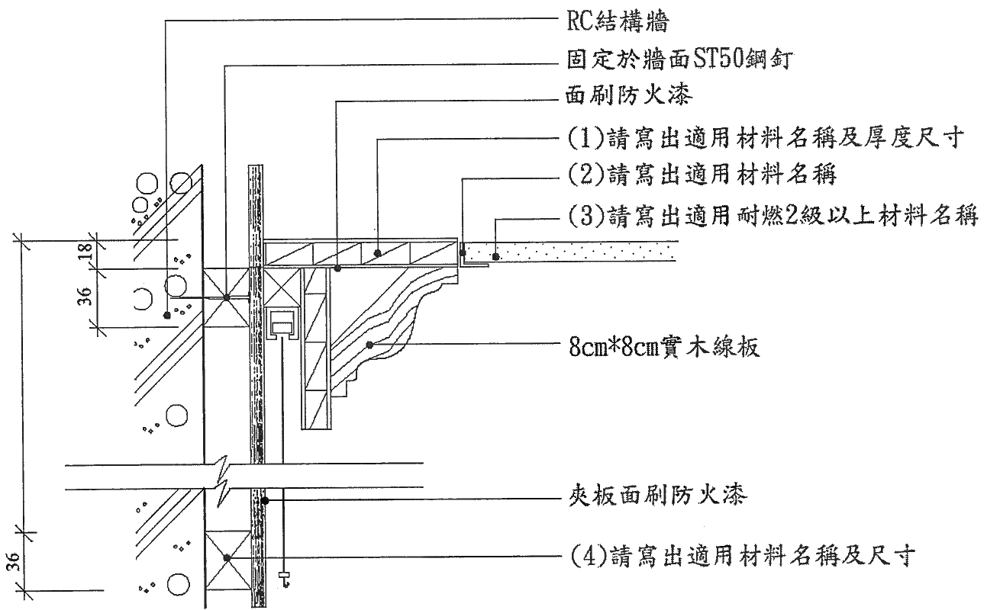 RC結構牆
固定於牆面ST50鋼釘
面刷防火漆
(1)請寫出適用材料名稱及厚度尺寸
(2)請寫出適用材料名稱
(3)請寫出適用耐燃2級以上材料名稱
18
36
8cm*8cm實木線板
夾板面刷防火漆
(4)請寫出適用材料名稱及尺寸
36